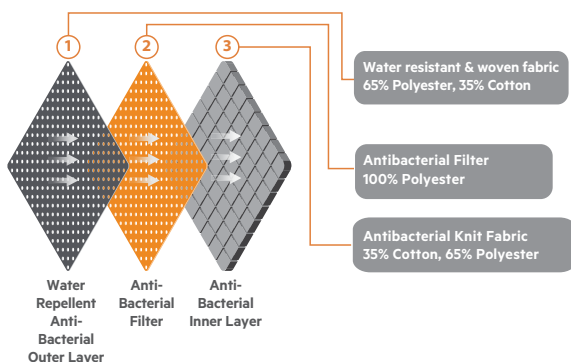 1
2
3
Water resistant & woven fabric
65% Polyester, 35% Cotton
Antibacterial Filter
100% Polyester
Antibacterial Knit Fabric
35% Cotton, 65% Polyester
Water
Repellent
Anti-
Bacterial
Outer Layer
Anti-
Bacterial
Filter
Anti-
Bacterial
Inner Layer